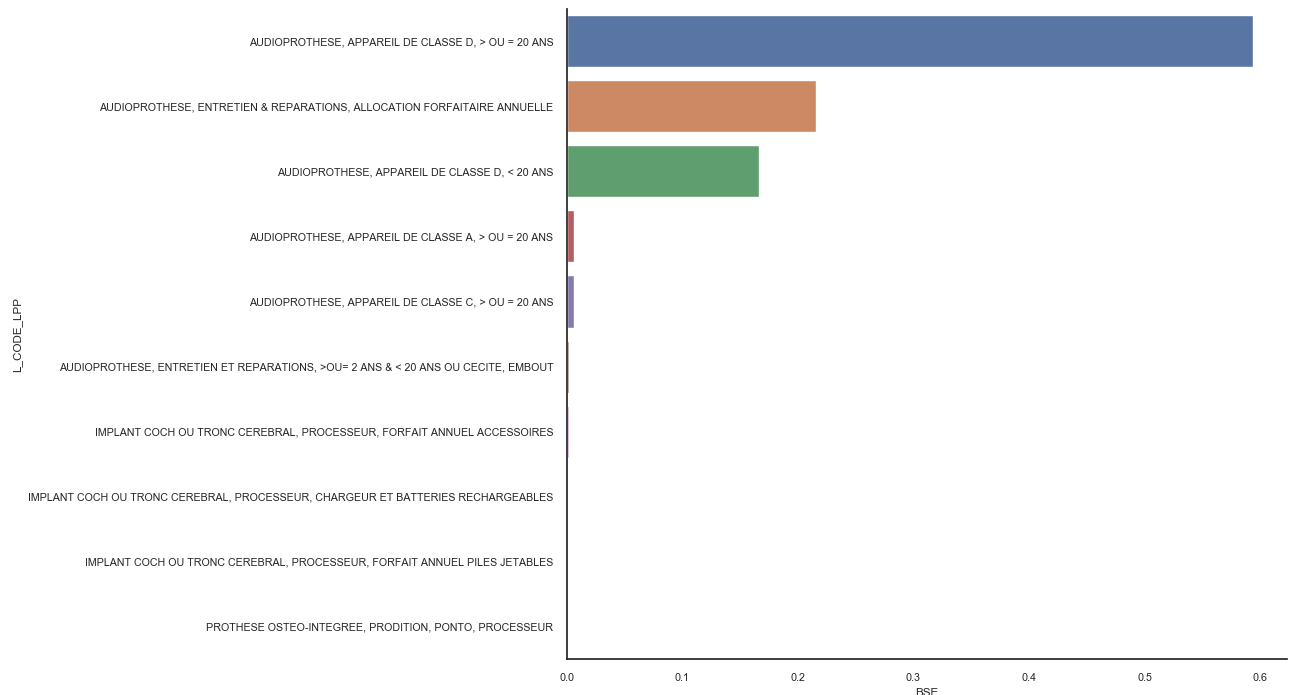 AUDIOPROTHESE, APPAREIL DE CLASSE D, > OU = 20 ANS
AUDIOPROTHESE, ENTRETIEN & REPARATIONS, ALLOCATION FORFAITAIRE ANNUELLE
AUDIOPROTHESE, APPAREIL DE CLASSE D, < 20 ANS
AUDIOPROTHESE, APPAREIL DE CLASSE A, > OU = 20 ANS
AUDIOPROTHESE, APPAREIL DE CLASSE C, > OU = 20 ANS
L_CODE_LPP
AUDIOPROTHESE, ENTRETIEN ET REPARATIONS, >OU= 2 ANS & < 20 ANS OU CECITE, EMBOUT
IMPLANT COCH OU TRONC CEREBRAL, PROCESSEUR, FORFAIT ANNUEL ACCESSOIRES
IMPLANT COCH OU TRONC CEREBRAL, PROCESSEUR, CHARGEUR ET BATTERIES RECHARGEABLES
IMPLANT COCH OU TRONC CEREBRAL, PROCESSEUR, FORFAIT ANNUEL PILES JETABLES
PROTHESE OSTEO-INTEGREE, PRODITION, PONTO, PROCESSEUR
0.0 0.1 0.2 0.3 0.4 0.5 0.6
BSE